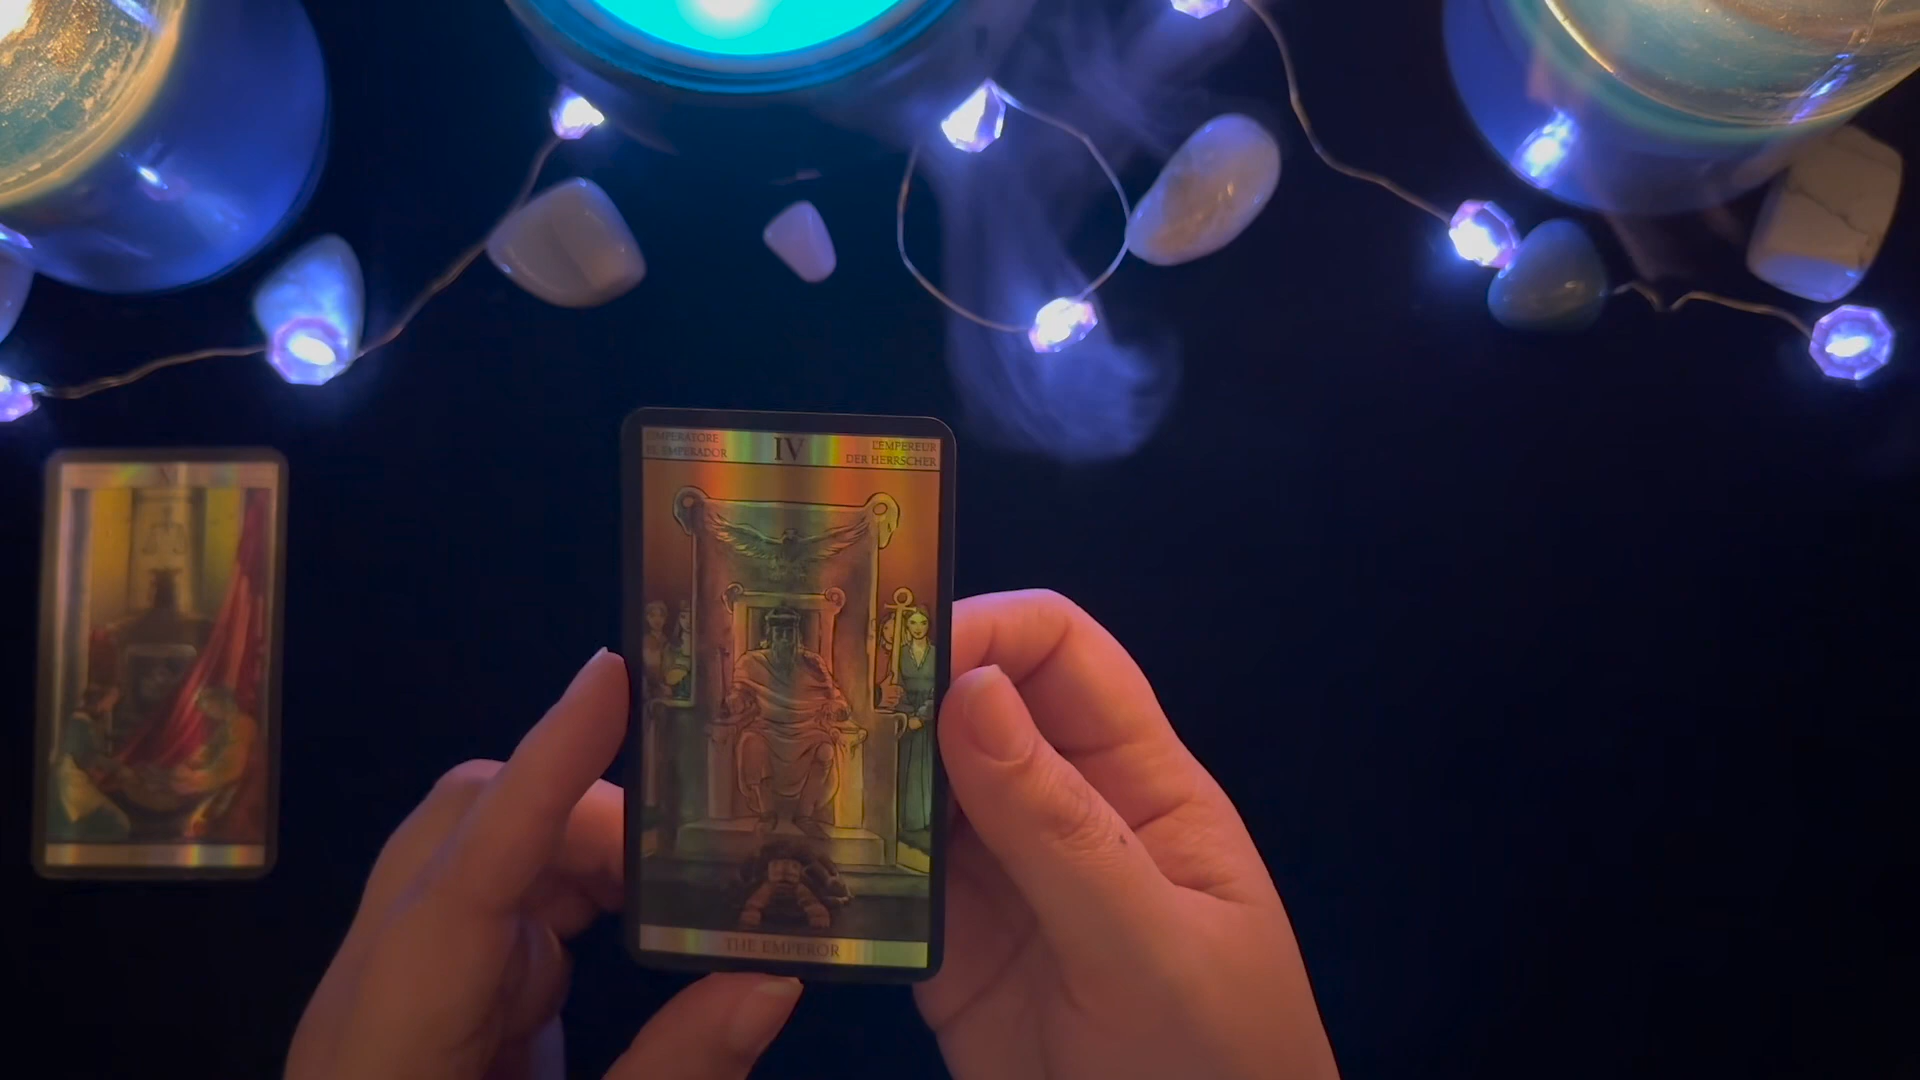 IMPERATORE
EL EMPERADOR
IV
L'EMPEREUR
DER HERRSCHER
THE EMPEROR